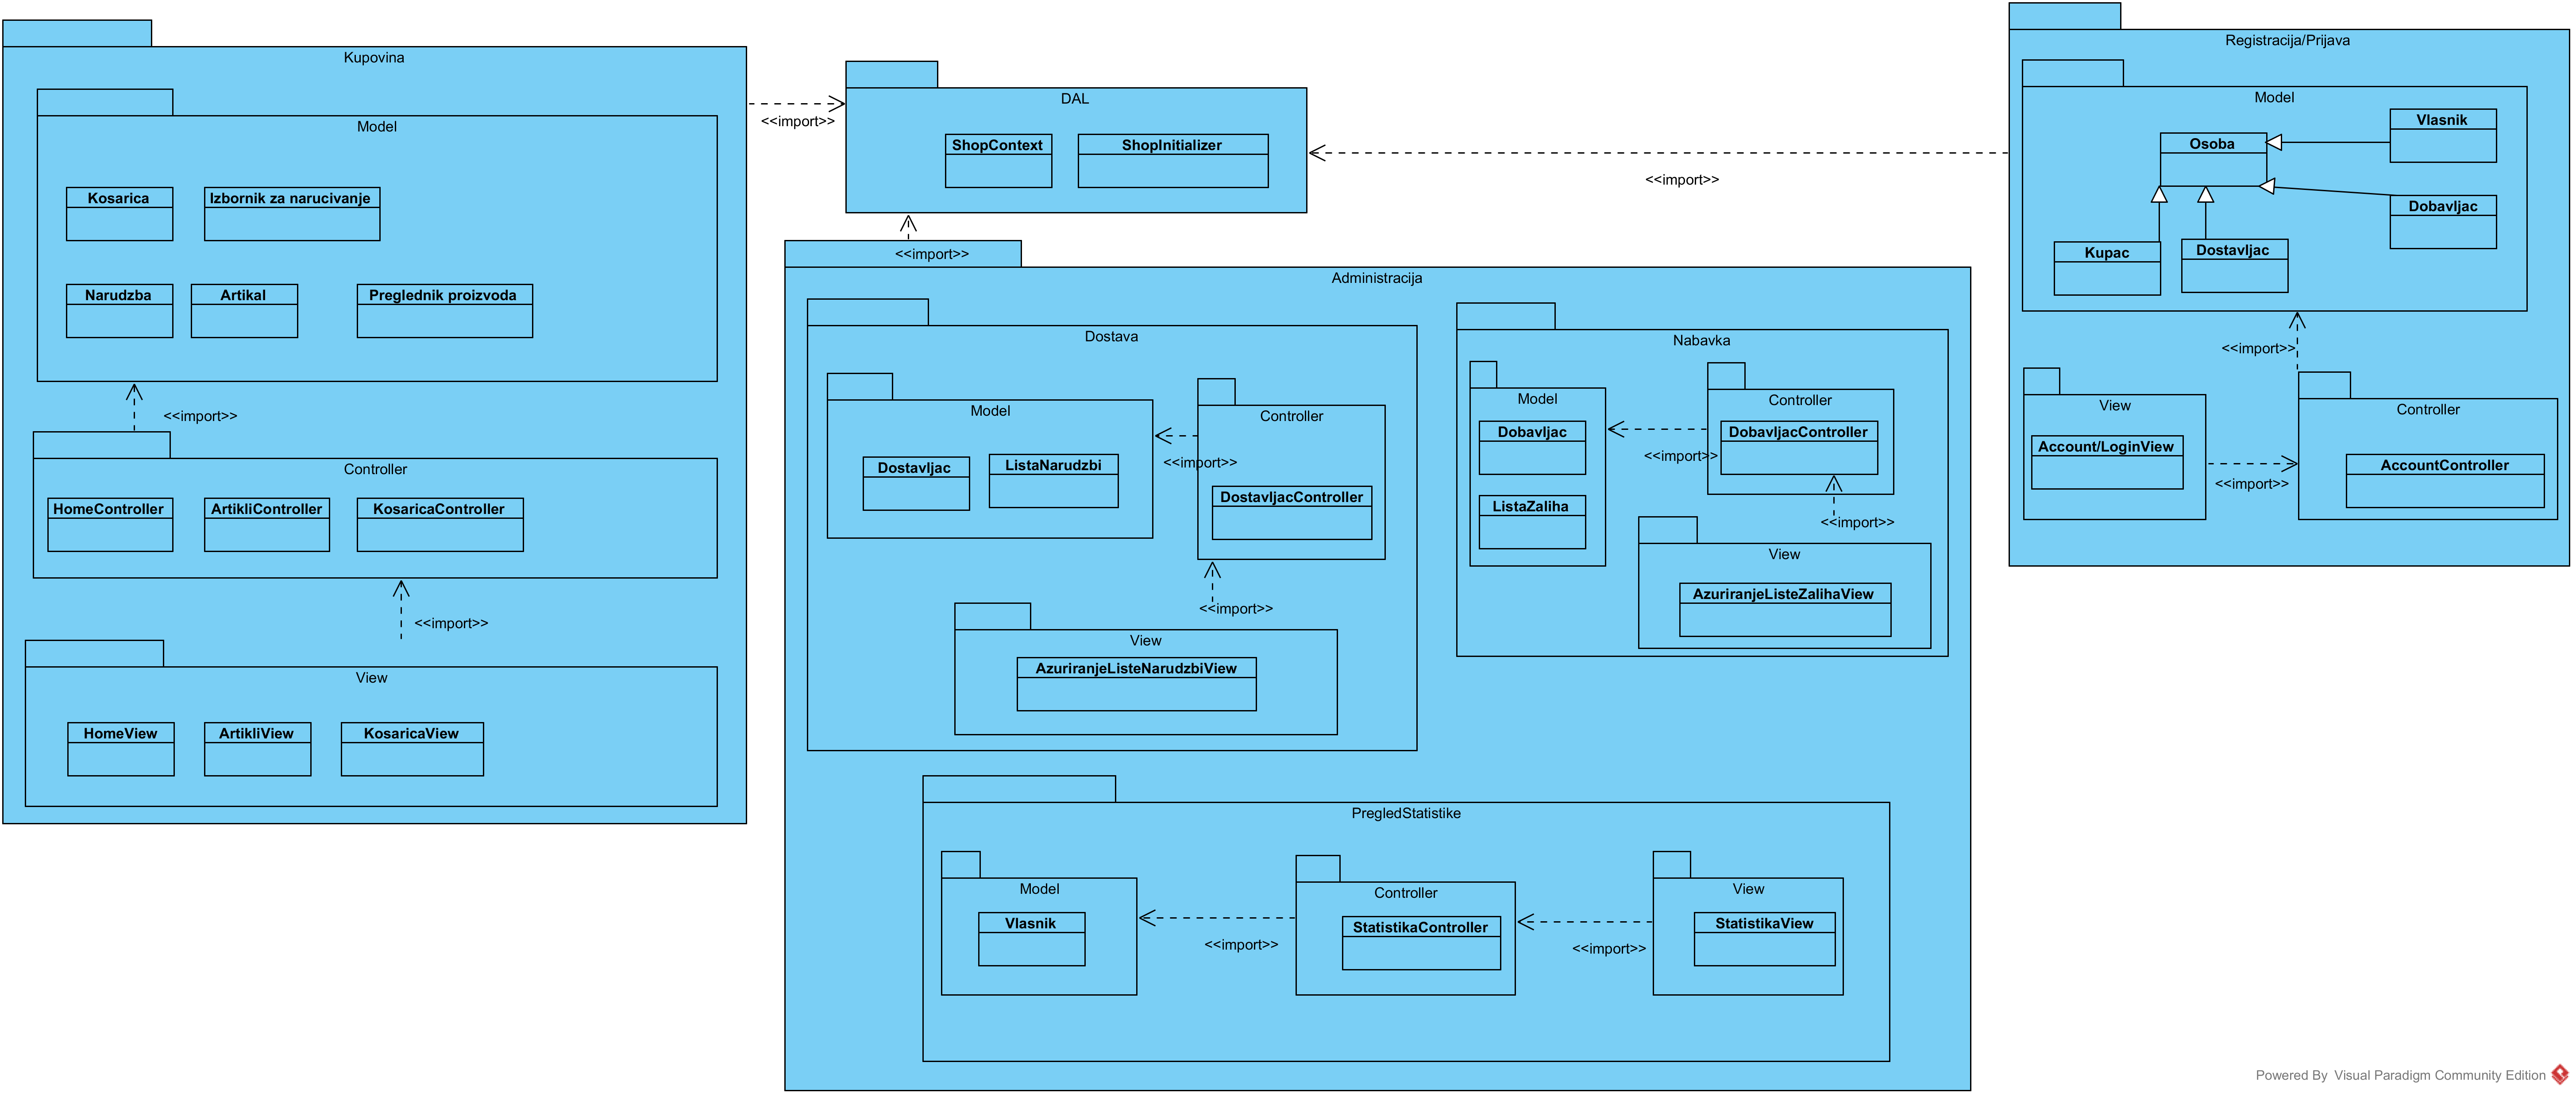 Kupovina
Model
Kosarica
Izbornik za narucivanje
Narudzba
Artikal
Preglednik proizvoda
<<import>>
Controller
HomeController
ArtikliController
KosaricaController
<<import>>
View
HomeView
ArtikliView
KosaricaView
<<import>>
DAL
ShopContext
ShopInitializer
<<import>>
<<import>>
Administracija
Dostava
Model
Dostavljac
ListaNarudzbi
<<import>>
Controller
DostavljacController
<<import>>
View
AzuriranjeListeNarudzbiView
Nabavka
Model
Dobavljac
ListaZaliha
<<import>>
Controller
DobavljacController
<<import>>
View
AzuriranjeListeZalihaView
PregledStatistike
Model
Vlasnik
<<import>>
Controller
StatistikaController
<<import>>
View
StatistikaView
Registracija/Prijava
Model
Osoba
Vlasnik
Dobavljac
Kupac
Dostavljac
<<import>>
View
Account/LoginView
<<import>>
Controller
AccountController
Powered By Visual Paradigm Community Edition